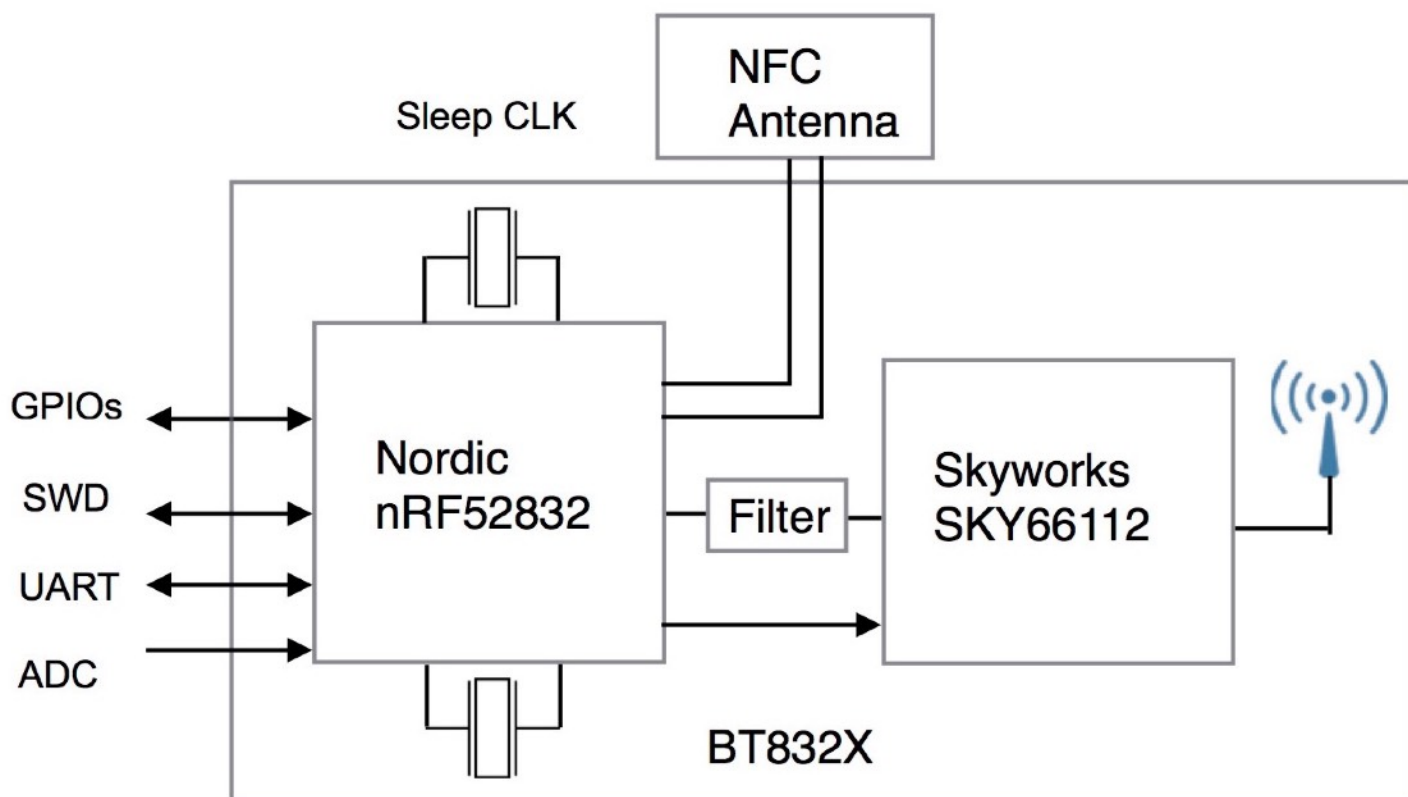 NFC
Antenna
Sleep CLK
GPIOs
SWD
UART
ADC
Nordic
nRF52832
Filter
Skyworks
SKY66112
BT832X